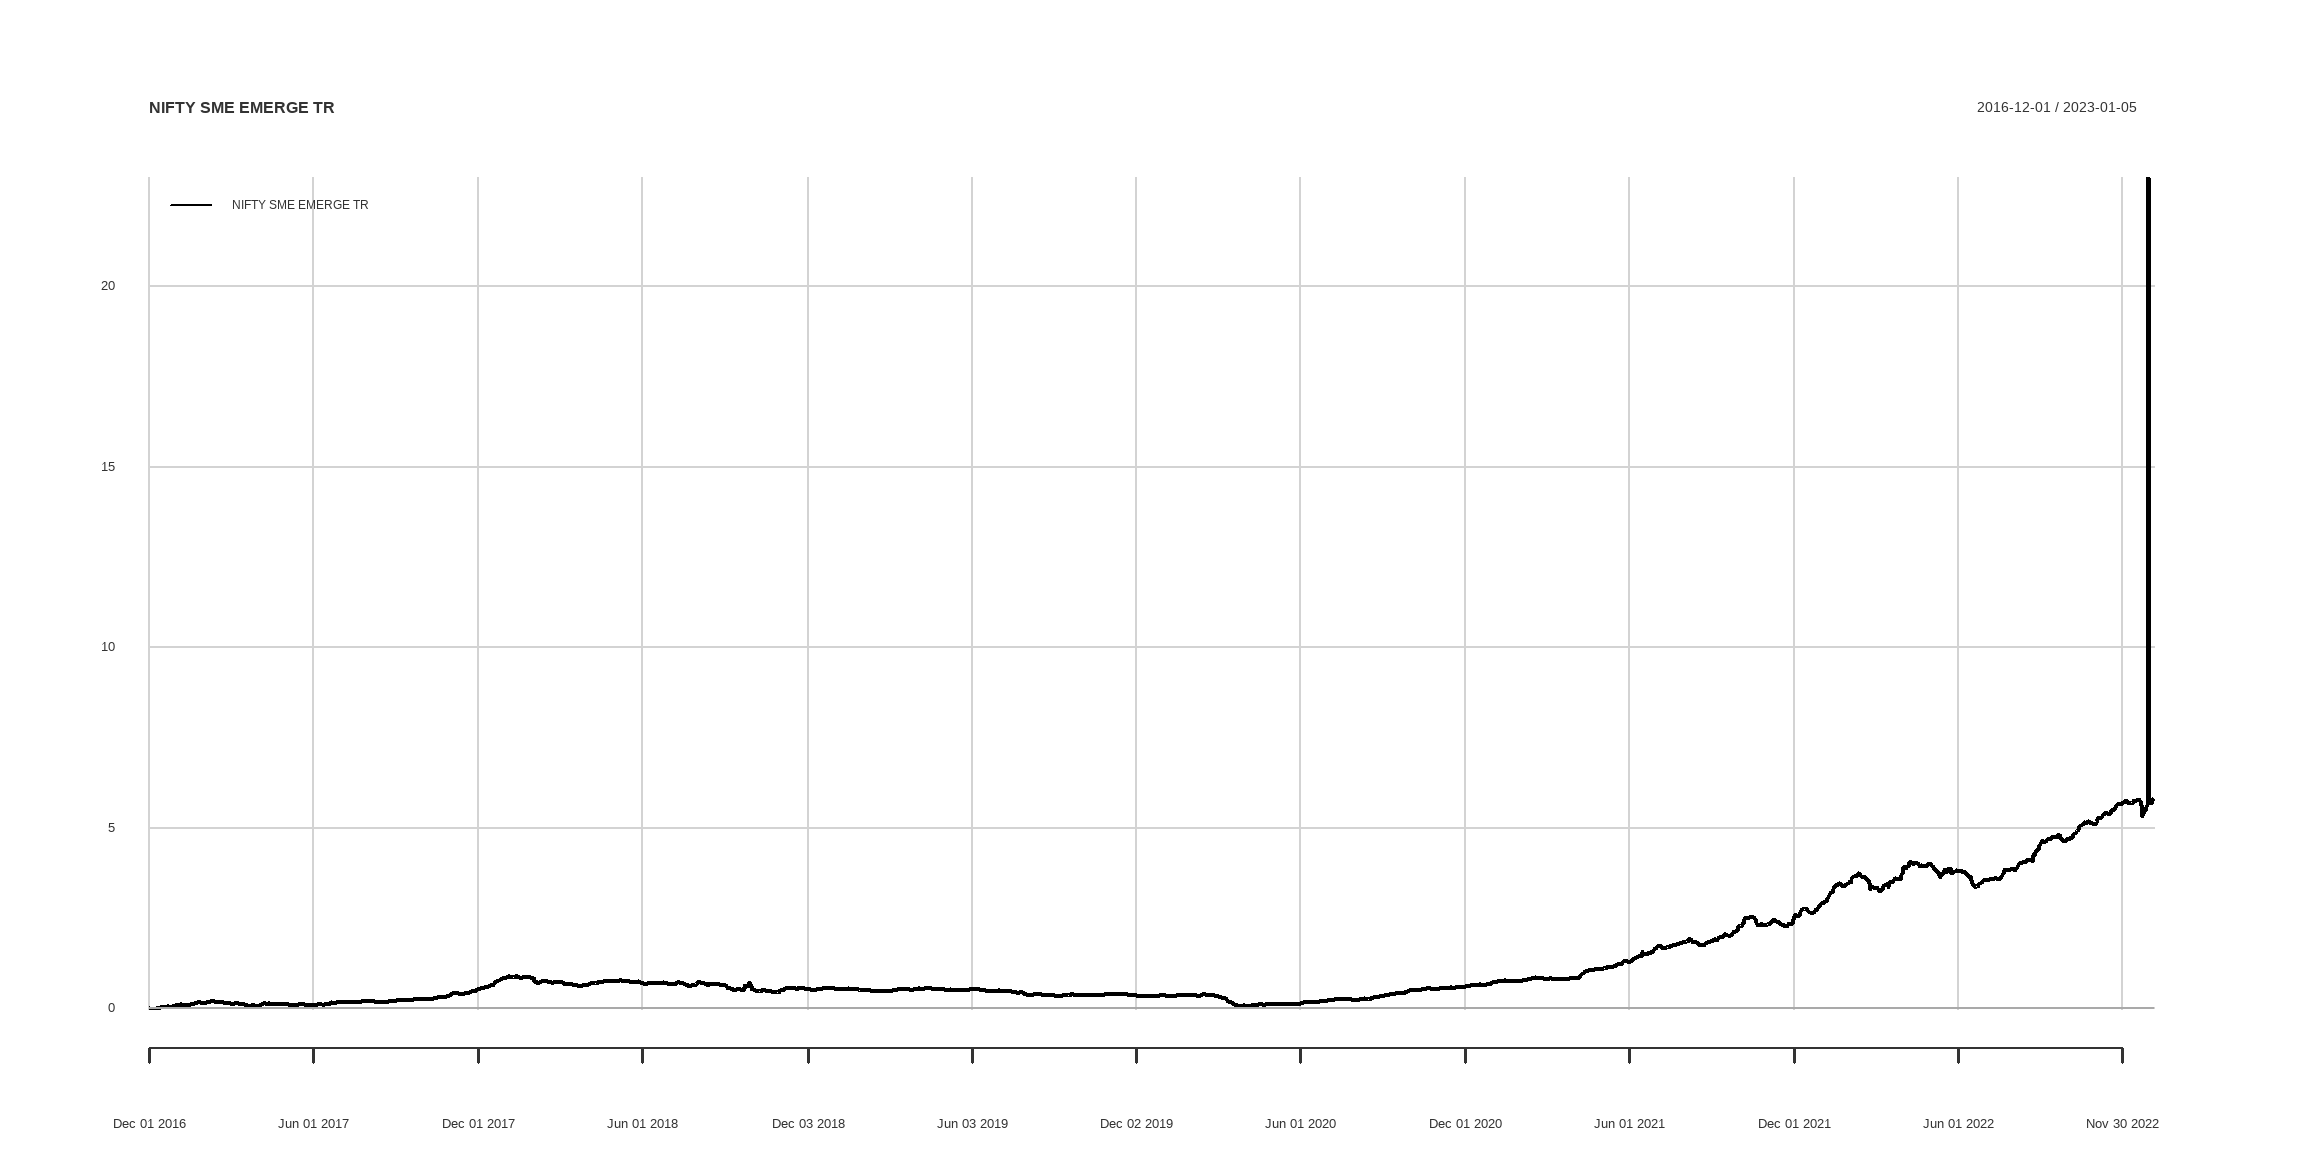 NIFTY SME EMERGE TR
2016-12-01 / 2023-01-05
NIFTY SME EMERGE TR
20
15
10
5
0
Dec 01 2016
Jun 01 2017
Dec 01 2017
Jun 01 2018
Dec 03 2018
Jun 03 2019
Dec 02 2019
Jun 01 2020
Dec 01 2020
Jun 01 2021
Dec 01 2021
Jun 01 2022
Nov 30 2022